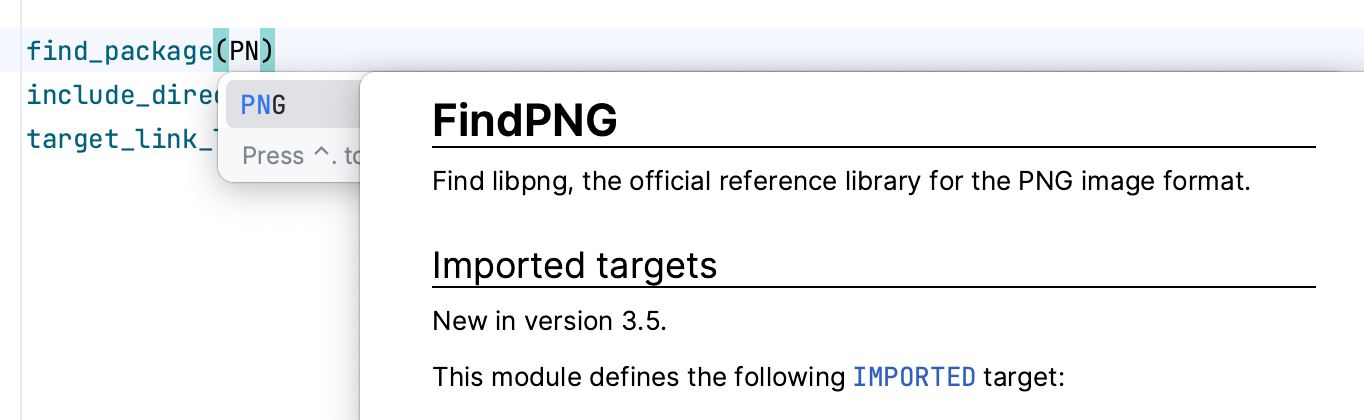 find_package(PN)
include_direc
target_link_l
PNG
Press ^. to
FindPNG
Find libpng, the official reference library for the PNG image format.
Imported targets
New in version 3.5.
This module defines the following IMPORTED target: